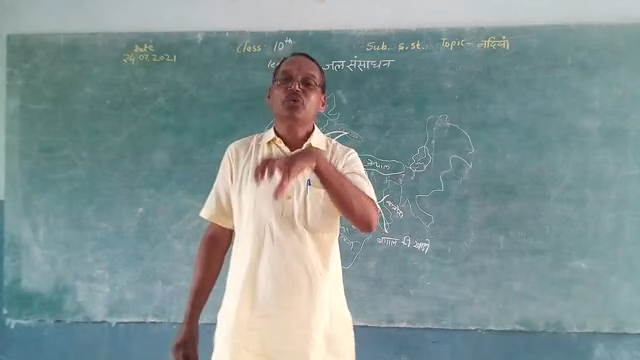 Date Class 10th Sub. S.St. Topic - नदियां
24.07.2021
जल संसाधन
नेपाल
बंगाल की खाड़ी